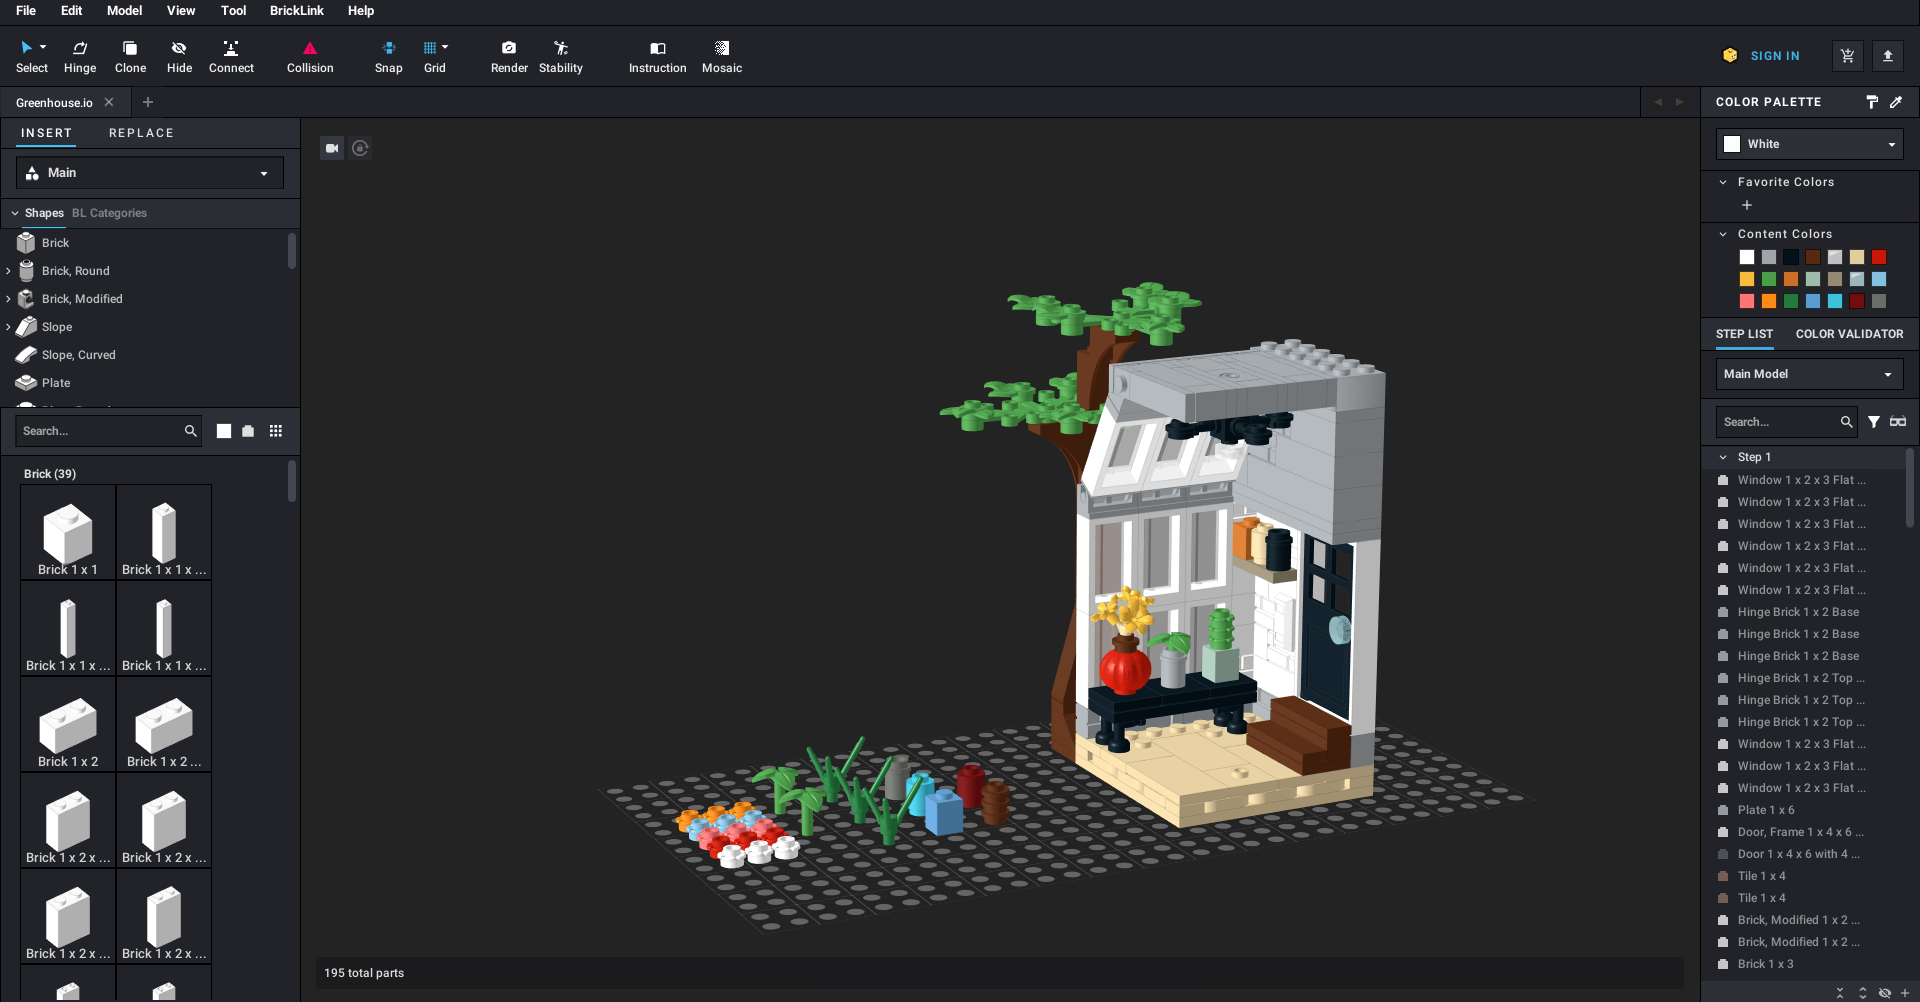 File Edit Model View Tool BrickLink Help
Select Hinge Clone Hide Connect Collision Snap Grid Render Stability Instruction Mosaic SIGN IN
Greenhouse.io
INSERT REPLACE
Main
Shapes BL Categories
Brick
Brick, Round
Brick, Modified
Slope
Slope, Curved
Plate
Search...
Brick (39)
Brick 1 x 1 Brick 1 x 1 x ...
Brick 1 x 1 x ... Brick 1 x 1 x ...
Brick 1 x 2 Brick 1 x 2 ...
Brick 1 x 2 x ... Brick 1 x 2 x ...
Brick 1 x 2 x ... Brick 1 x 2 x ...
195 total parts
COLOR PALETTE
White
Favorite Colors
Content Colors
STEP LIST COLOR VALIDATOR
Main Model
Search...
Step 1
Window 1 x 2 x 3 Flat ...
Window 1 x 2 x 3 Flat ...
Window 1 x 2 x 3 Flat ...
Window 1 x 2 x 3 Flat ...
Window 1 x 2 x 3 Flat ...
Window 1 x 2 x 3 Flat ...
Hinge Brick 1 x 2 Base
Hinge Brick 1 x 2 Base
Hinge Brick 1 x 2 Base
Hinge Brick 1 x 2 Top ...
Hinge Brick 1 x 2 Top ...
Hinge Brick 1 x 2 Top ...
Window 1 x 2 x 3 Flat ...
Window 1 x 2 x 3 Flat ...
Window 1 x 2 x 3 Flat ...
Plate 1 x 6
Door, Frame 1 x 4 x 6 ...
Door 1 x 4 x 6 with 4 ...
Tile 1 x 4
Tile 1 x 4
Brick, Modified 1 x 2 ...
Brick, Modified 1 x 2 ...
Brick 1 x 3